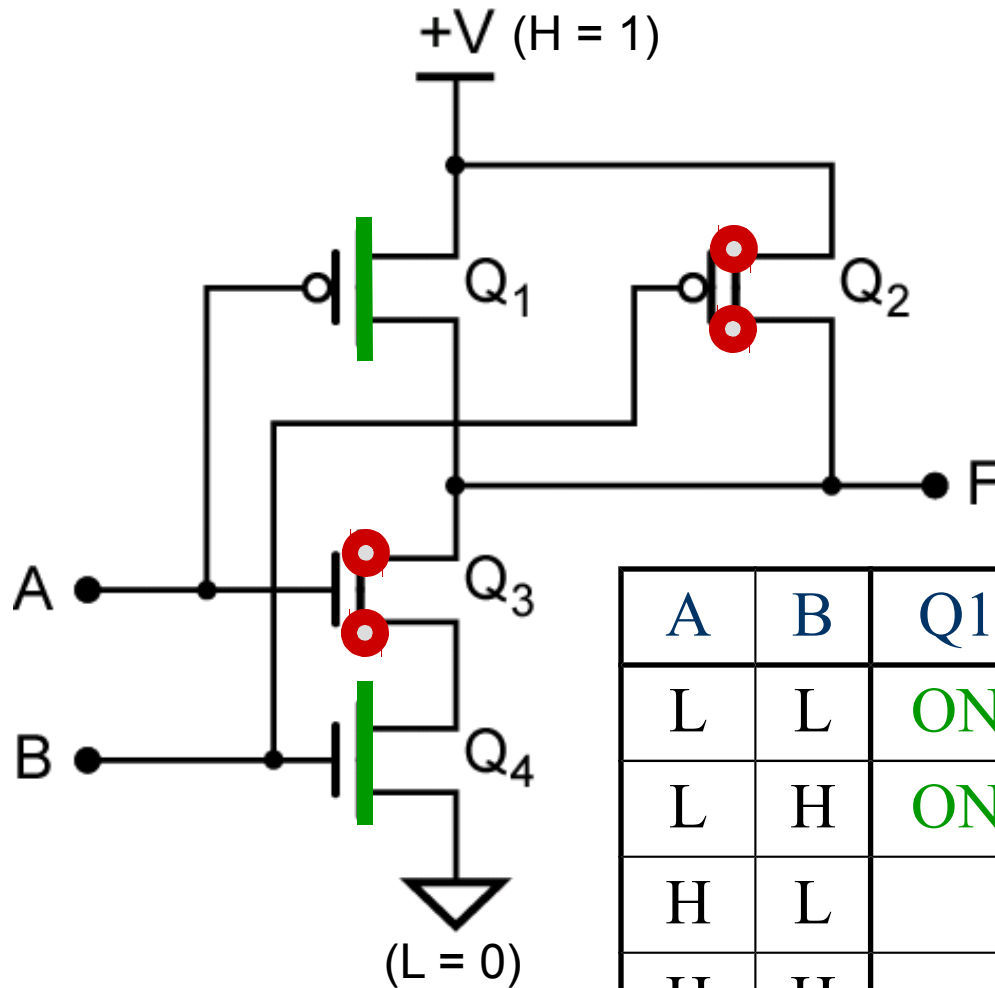 +V (H = 1)
Q1
Q2
F
A
Q3
B
Q4
(L = 0)
A B Q1
L L ON
L H ON
H L
H H